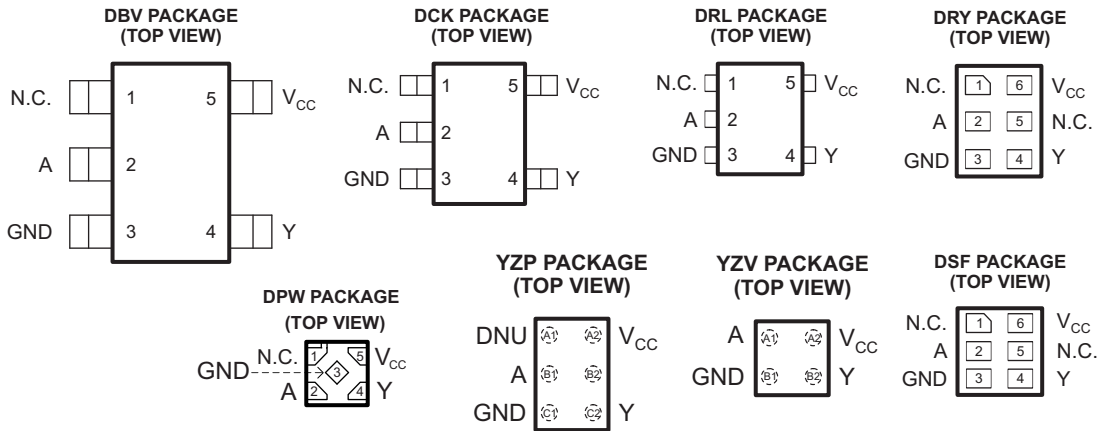 DBV PACKAGE
(TOP VIEW)
N.C. 1 5 VCC
A 2
GND 3 4 Y
DCK PACKAGE
(TOP VIEW)
N.C. 1 5 VCC
A 2
GND 3 4 Y
DRL PACKAGE
(TOP VIEW)
N.C. 1 5 VCC
A 2
GND 3 4 Y
DRY PACKAGE
(TOP VIEW)
N.C. 1 6 VCC
A 2 5 N.C.
GND 3 4 Y
DPW PACKAGE
(TOP VIEW)
N.C. 1 5 VCC
GND 3
A 2 4 Y
YZP PACKAGE
(TOP VIEW)
DNU A1 A2 VCC
A B1 B2
GND C1 C2 Y
YZV PACKAGE
(TOP VIEW)
A A1 A2 VCC
GND B1 B2 Y
DSF PACKAGE
(TOP VIEW)
N.C. 1 6 VCC
A 2 5 N.C.
GND 3 4 Y